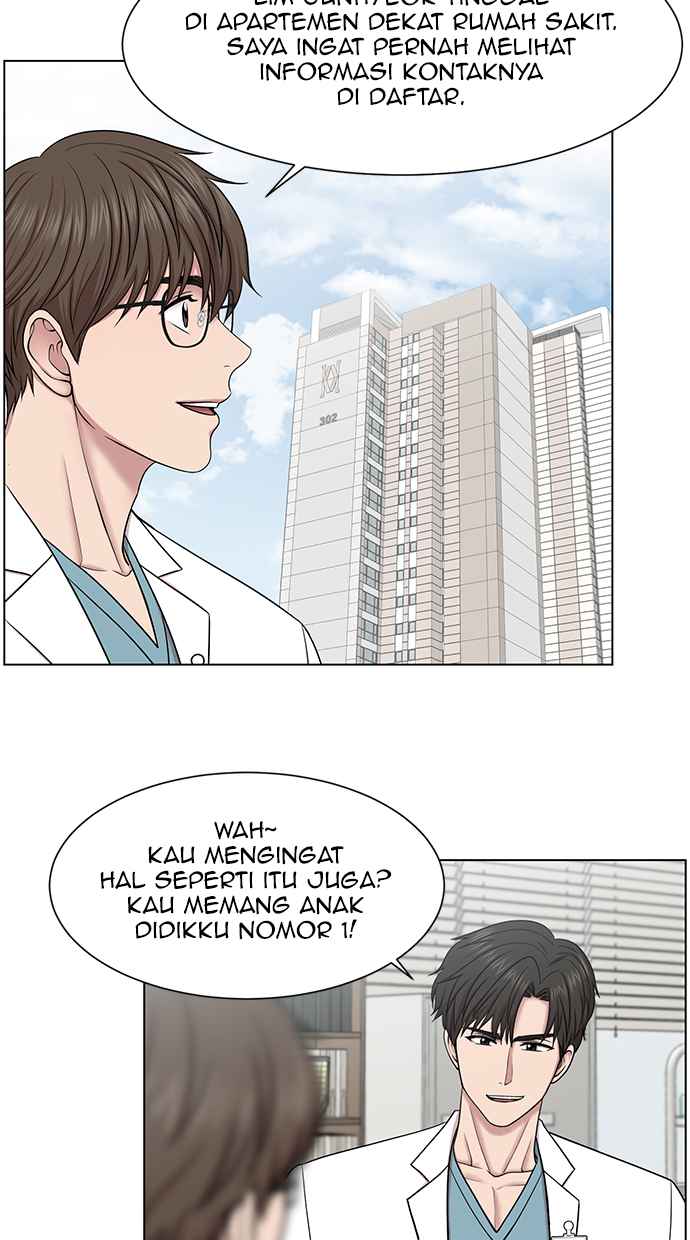 TINGGAL
DI APARTEMEN DEKAT RUMAH SAKIT.
SAYA INGAT PERNAH MELIHAT
INFORMASI KONTAKNYA
DI DAFTAR.
302
WAH~
KAU MENGINGAT
HAL SEPERTI ITU JUGA?
KAU MEMANG ANAK
DIDIKKU NOMOR 1!